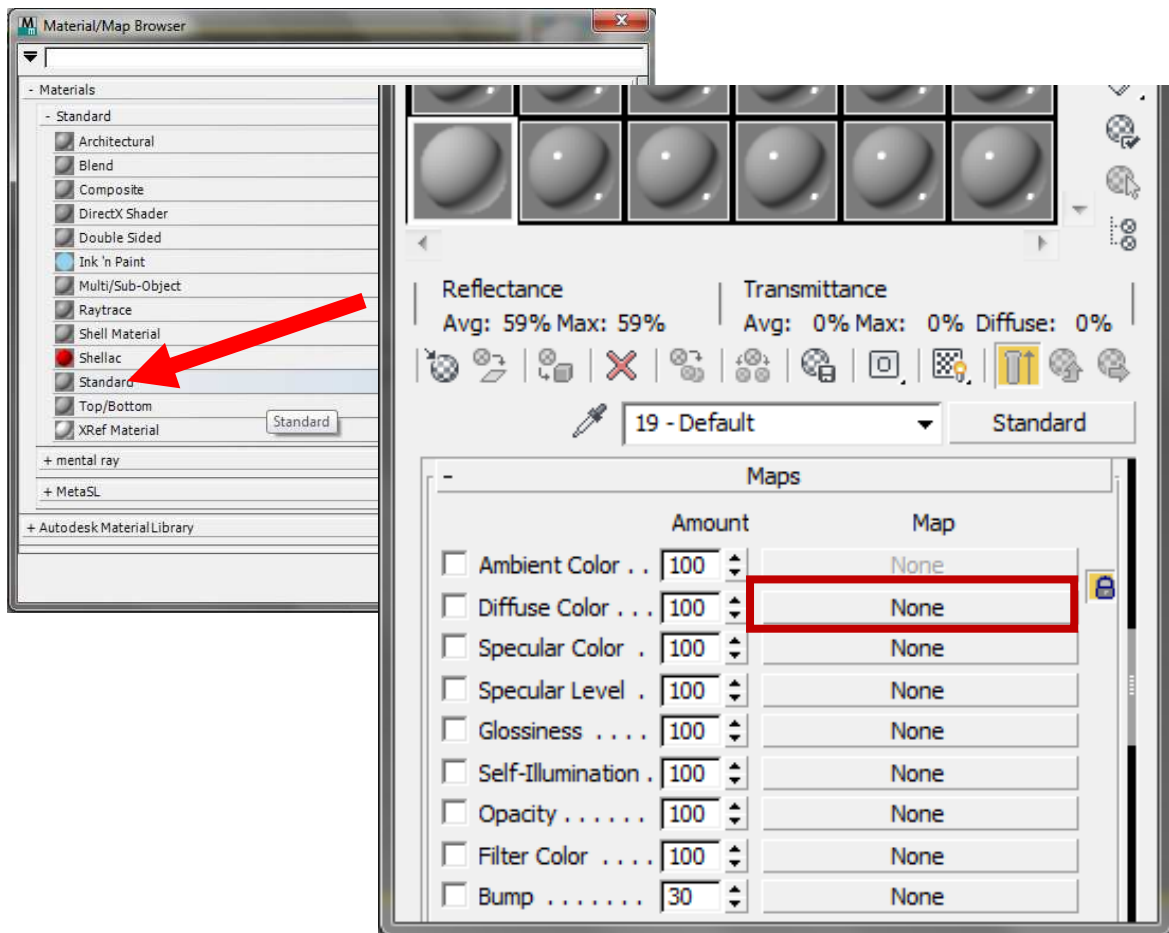 Material/Map Browser
- Materials
- Standard
Architectural
Blend
Composite
DirectX Shader
Double Sided
Ink 'n Paint
Multi/Sub-Object
Raytrace
Shell Material
Shellac
Standard
Top/Bottom
XRef Material
Standard
+ mental ray
+ MetaSL
+ Autodesk Material Library
Reflectance
Avg: 59% Max: 59%
Transmittance
Avg: 0% Max: 0% Diffuse: 0%
19 - Default
Standard
- Maps
Amount Map
Ambient Color . . 100 None
Diffuse Color . . . 100 None
Specular Color . 100 None
Specular Level . 100 None
Glossiness . . . . 100 None
Self-Illumination . 100 None
Opacity . . . . . . 100 None
Filter Color . . . . 100 None
Bump . . . . . . . 30 None